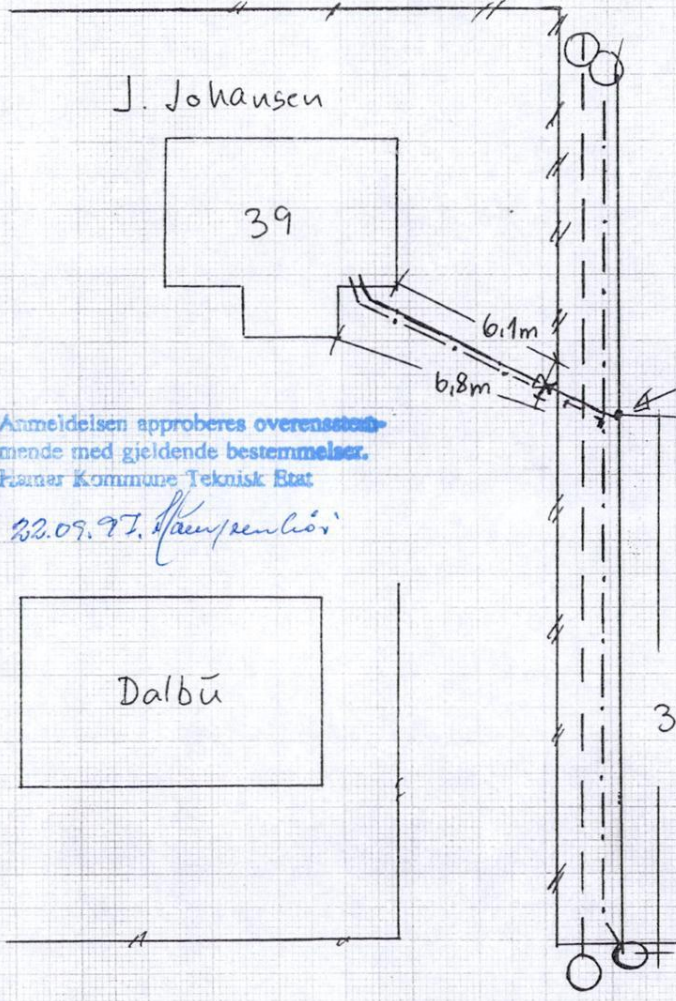 J. Johansen
39
6,1m
6,8m
Anmeldelsen approberes overensstem-
mende med gjeldende bestemmelser.
Hamar Kommune Teknisk Etat
22.09.97.
Dalbū
3